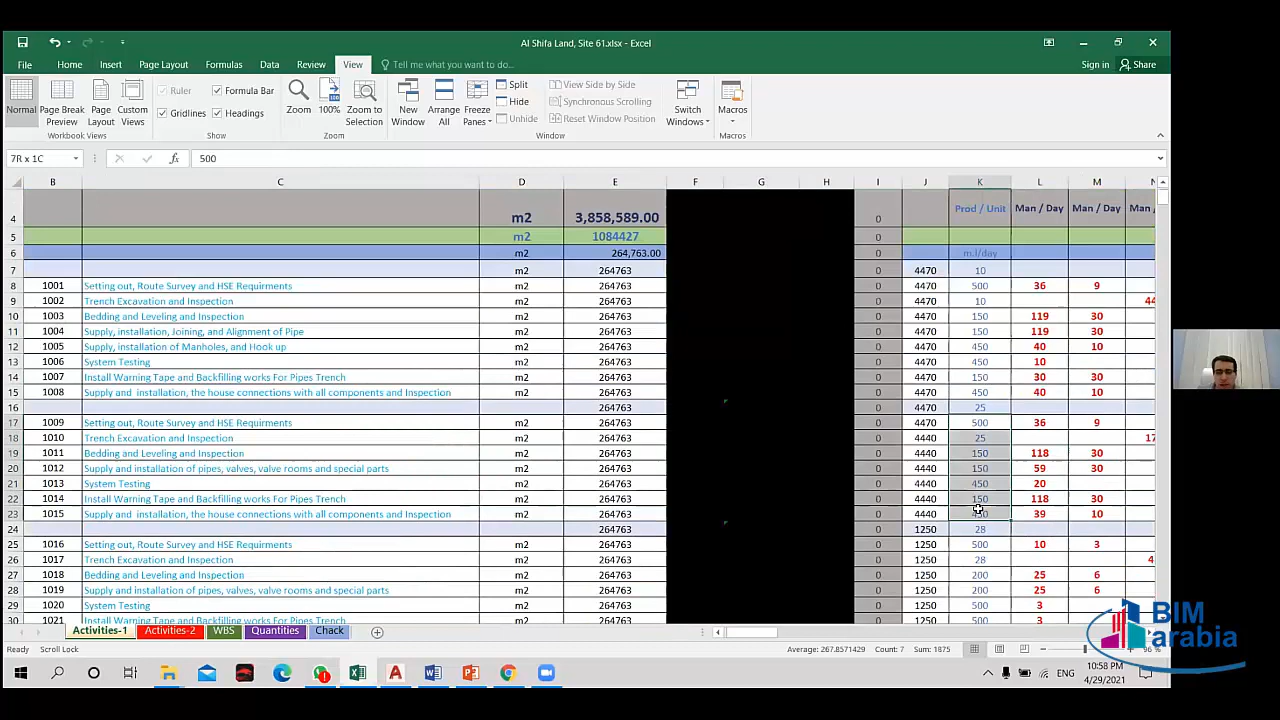 Al Shifa Land, Site 61.xlsx - Excel
File Home Insert Page Layout Formulas Data Review View Tell me what you want to do... Sign in Share
Normal Page Break Preview Page Layout Custom Views
Ruler Formula Bar
Gridlines Headings
Zoom 100% Zoom to Selection
New Window Arrange All Freeze Panes
Split
Hide
Unhide
View Side by Side
Synchronous Scrolling
Reset Window Position
Switch Windows Macros
Workbook Views Show Zoom Window Macros
7R x 1C fx 500
B C D E F G H I J K L M N
4 m2 3,858,589.00 0 Prod / Unit Man / Day Man / Day Man /
5 m2 1084427 0
6 m2 264,763.00 0 m.l/day
7 m2 264763 0 4470 10
8 1001 Setting out, Route Survey and HSE Requirments m2 264763 0 4470 500 36 9
9 1002 Trench Excavation and Inspection m2 264763 0 4470 10 44
10 1003 Bedding and Leveling and Inspection m2 264763 0 4470 150 119 30
11 1004 Supply, installation, Joining, and Alignment of Pipe m2 264763 0 4470 150 119 30
12 1005 Supply, installation of Manholes, and Hook up m2 264763 0 4470 450 40 10
13 1006 System Testing m2 264763 0 4470 450 10
14 1007 Install Warning Tape and Backfilling works For Pipes Trench m2 264763 0 4470 150 30 30
15 1008 Supply and installation, the house connections with all components and Inspection m2 264763 0 4470 450 40 10
16 264763 0 4470 25
17 1009 Setting out, Route Survey and HSE Requirments m2 264763 0 4470 500 36 9
18 1010 Trench Excavation and Inspection m2 264763 0 4440 25 17
19 1011 Bedding and Leveling and Inspection m2 264763 0 4440 150 118 30
20 1012 Supply and installation of pipes, valves, valve rooms and special parts m2 264763 0 4440 150 59 30
21 1013 System Testing m2 264763 0 4440 450 20
22 1014 Install Warning Tape and Backfilling works For Pipes Trench m2 264763 0 4440 150 118 30
23 1015 Supply and installation, the house connections with all components and Inspection m2 264763 0 4440 450 39 10
24 264763 0 1250 28
25 1016 Setting out, Route Survey and HSE Requirments m2 264763 0 1250 500 10 3
26 1017 Trench Excavation and Inspection m2 264763 0 1250 28 4
27 1018 Bedding and Leveling and Inspection m2 264763 0 1250 200 25 6
28 1019 Supply and installation of pipes, valves, valve rooms and special parts m2 264763 0 1250 200 25 6
29 1020 System Testing m2 264763 0 1250 500 3
30 1021 Install Warning Tape and Backfilling works For Pipes Trench m2 264763 0 1250 500 3
Activities-1 Activities-2 WBS Quantities Chack
Ready Scroll Lock Average: 267.8571429 Count: 7 Sum: 1875 96 %
BIM
arabia
ENG 10:58 PM
4/29/2021